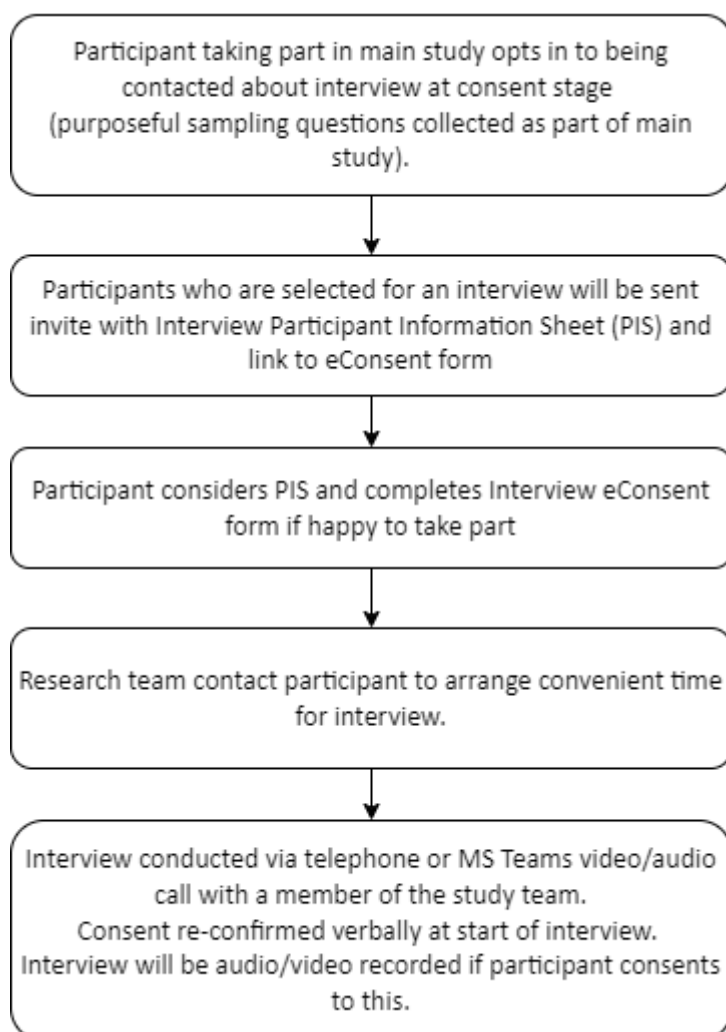 Participant taking part in main study opts in to being
contacted about interview at consent stage
(purposeful sampling questions collected as part of main
study).
Participants who are selected for an interview will be sent
invite with Interview Participant Information Sheet (PIS) and
link to eConsent form
Participant considers PIS and completes Interview eConsent
form if happy to take part
Research team contact participant to arrange convenient time
for interview.
Interview conducted via telephone or MS Teams video/audio
call with a member of the study team.
Consent re-confirmed verbally at start of interview.
Interview will be audio/video recorded if participant consents
to this.